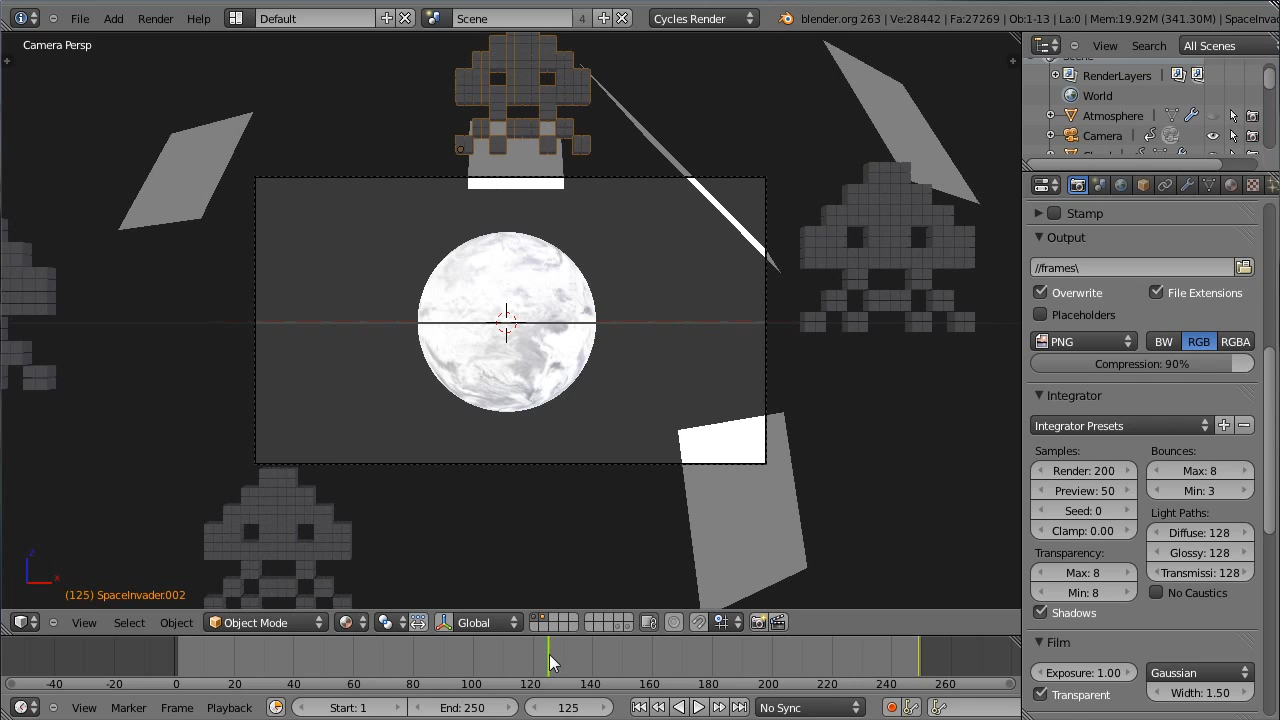 File Add Render Help Default Scene 4 Cycles Render blender.org 263 | Ve:28442 | Fa:27269 | Ob:1-13 | La:0 | Mem:19.92M (341.30M) | SpaceInva
Camera Persp
View Search All Scenes
RenderLayers
World
Atmosphere
Camera
Stamp
Output
//frames\
Overwrite File Extensions
Placeholders
PNG BW RGB RGBA
Compression: 90%
Integrator
Integrator Presets
Samples: Bounces:
Render: 200 Max: 8
Preview: 50 Min: 3
Seed: 0 Light Paths:
Clamp: 0.00 Diffuse: 128
Transparency: Glossy: 128
Max: 8 Transmissi: 128
Min: 8 No Caustics
Shadows
Film
Exposure: 1.00 Gaussian
Transparent Width: 1.50
z
x
(125) SpaceInvader.002
View Select Object Object Mode Global
-40 -20 0 20 40 60 80 100 120 140 160 180 200 220 240 260
View Marker Frame Playback Start: 1 End: 250 125 No Sync